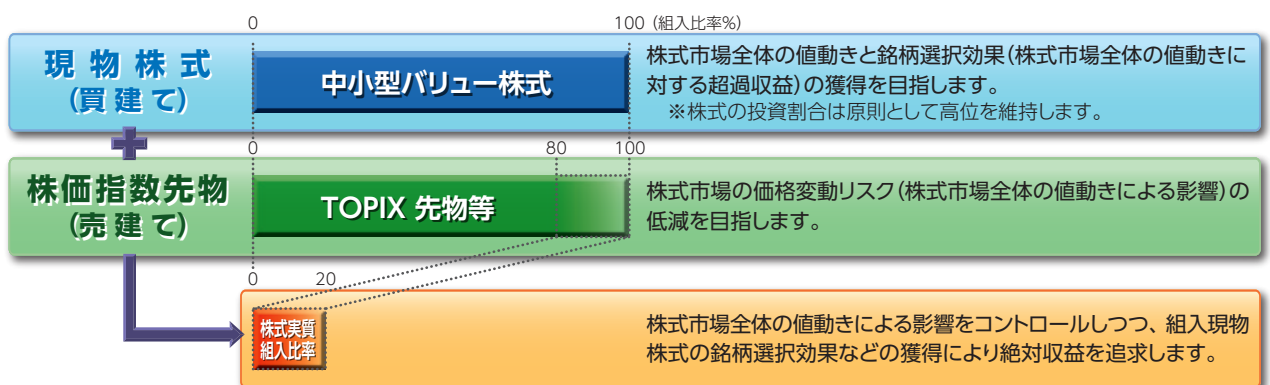 0 100（組入比率%）
現物株式
（買建て）
中小型バリュー株式
株式市場全体の値動きと銘柄選択効果（株式市場全体の値動きに
対する超過収益）の獲得を目指します。
※株式の投資割合は原則として高位を維持します。
0 80 100
株価指数先物
（売建て）
TOPIX 先物等
株式市場の価格変動リスク（株式市場全体の値動きによる影響）の
低減を目指します。
0 20
株式実質
組入比率
株式市場全体の値動きによる影響をコントロールしつつ、組入現物
株式の銘柄選択効果などの獲得により絶対収益を追求します。